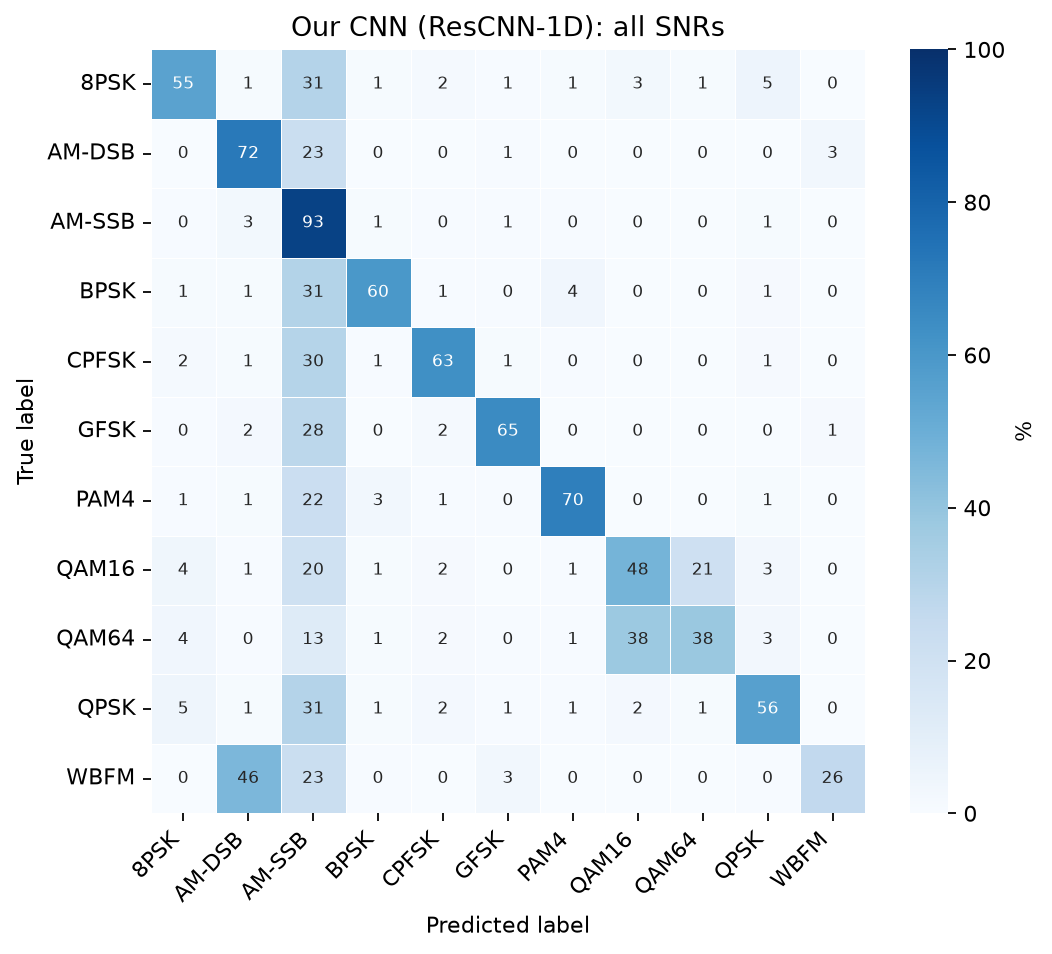 Our CNN (ResCNN-1D): all SNRs
8PSK 55 1 31 1 2 1 1 3 1 5 0
AM-DSB 0 72 23 0 0 1 0 0 0 0 3
AM-SSB 0 3 93 1 0 1 0 0 0 1 0
BPSK 1 1 31 60 1 0 4 0 0 1 0
CPFSK 2 1 30 1 63 1 0 0 0 1 0
GFSK 0 2 28 0 2 65 0 0 0 0 1
PAM4 1 1 22 3 1 0 70 0 0 1 0
QAM16 4 1 20 1 2 0 1 48 21 3 0
QAM64 4 0 13 1 2 0 1 38 38 3 0
QPSK 5 1 31 1 2 1 1 2 1 56 0
WBFM 0 46 23 0 0 3 0 0 0 0 26
8PSK AM-DSB AM-SSB BPSK CPFSK GFSK PAM4 QAM16 QAM64 QPSK WBFM
Predicted label
True label
100
80
60
40
20
0
%